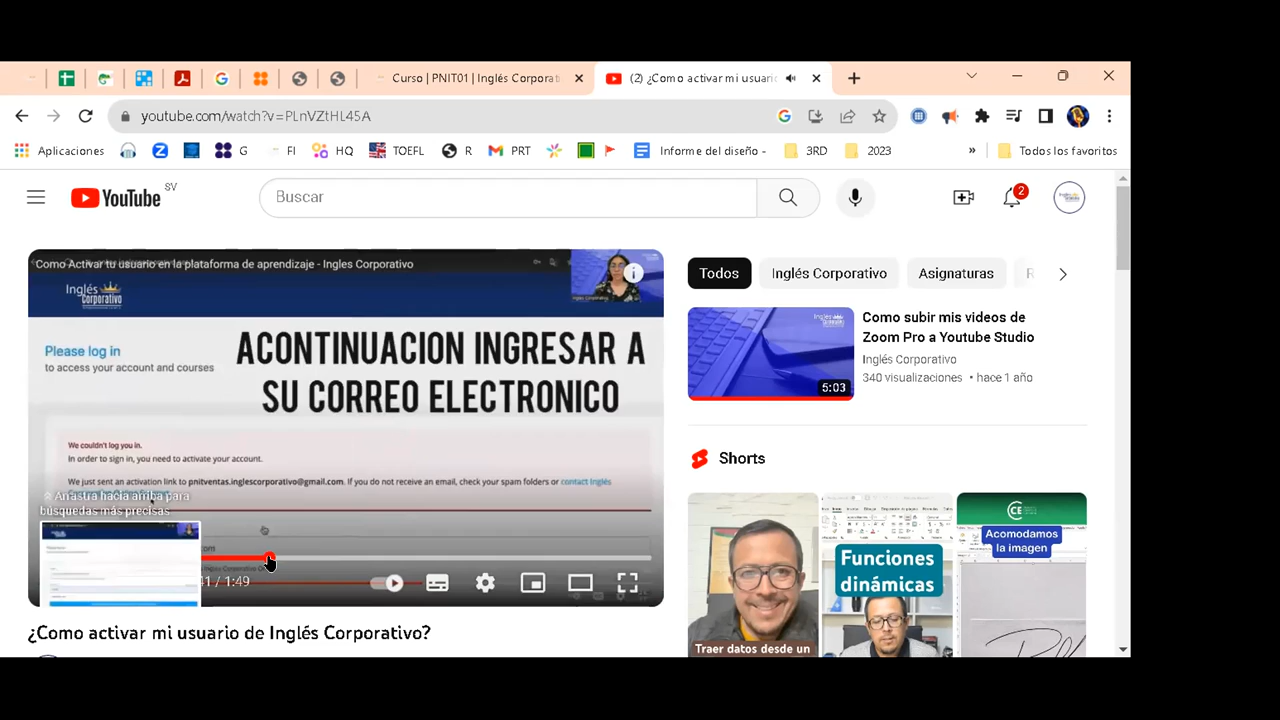 Curso | PNIT01 | Inglés Corporat
(2) ¿Como activar mi usuari
youtube.com/watch?v=PLnVZtHL45A
Aplicaciones
G
FI
HQ
TOEFL
R
PRT
Informe del diseño -
3RD
2023
»
Todos los favoritos
YouTube
SV
Buscar
2
Como Activar tu usuario en la plataforma de aprendizaje - Ingles Corporativo
Inglés
Corporativo
Please log in
to access your account and courses
ACONTINUACION INGRESAR A
SU CORREO ELECTRONICO
We couldn't log you in.
In order to sign in, you need to activate your account.
We just sent an activation link to pnitventas.inglescorporativo@gmail.com. If you do not receive an email, check your spam folders or contact Inglés
Arrastra hacia arriba para
búsquedas más precisas
41 / 1:49
¿Como activar mi usuario de Inglés Corporativo?
Todos
Inglés Corporativo
Asignaturas
Como subir mis videos de
Zoom Pro a Youtube Studio
Inglés Corporativo
340 visualizaciones • hace 1 año
5:03
Shorts
Traer datos desde un
Funciones
dinámicas
CE
Acomodamos
la imagen